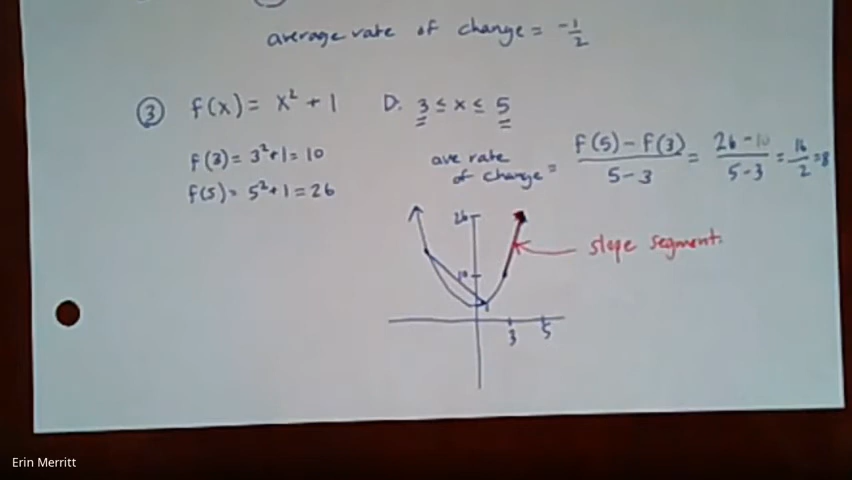 average rate of change = -1/2
③ f(x) = x² + 1 D. 3 ≤ x ≤ 5
f(3) = 3²+1 = 10
f(5) = 5²+1 = 26
ave rate of change = f(5) - f(3) / 5-3 = 26-10 / 5-3 = 16/2 = 8
26
slope segment.
10
3 5
Erin Merritt